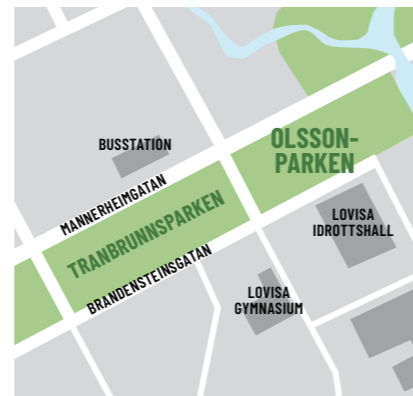 BUSSTATION
OLSSON-
PARKEN
MANNERHEIMGATAN
TRANBRUNNSPARKEN
BRANDENSTEINSGATAN
LOVISA
IDROTTSHALL
LOVISA
GYMNASIUM